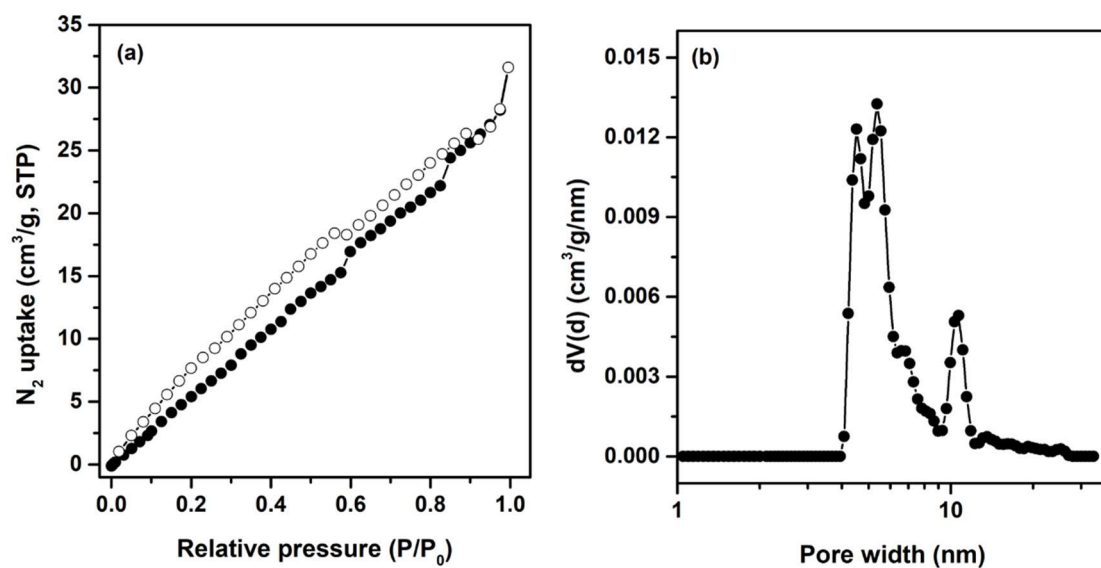 (a)
35
30
25
20
15
10
5
0
N₂ uptake (cm³/g, STP)
0.0 0.2 0.4 0.6 0.8 1.0
Relative pressure (P/P₀)
(b)
0.015
0.012
0.009
0.006
0.003
0.000
dV(d) (cm³/g/nm)
1 10
Pore width (nm)